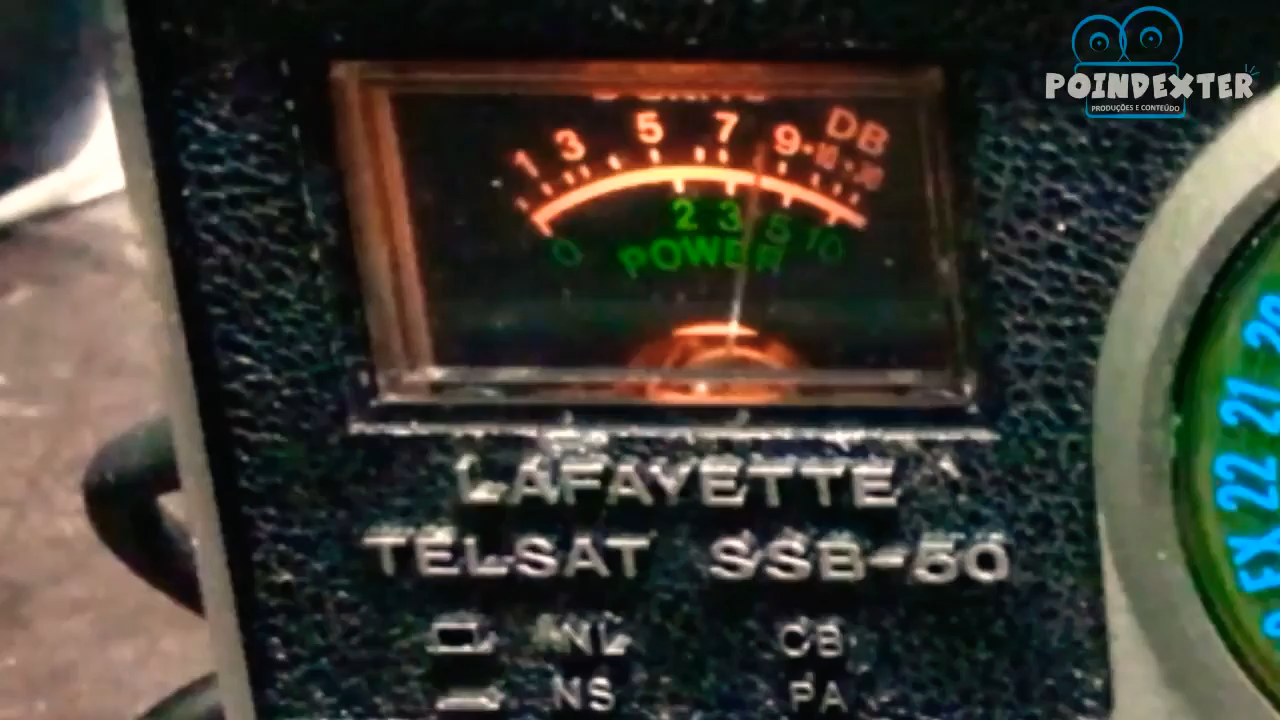 POINDEXTER
PRODUÇÕES E CONTEÚDO
1 3 5 7 9 DB
0 2 3 5 10
POWER
LAFAYETTE
TELSAT SSB-50
ANL CB
NS PA
22 21